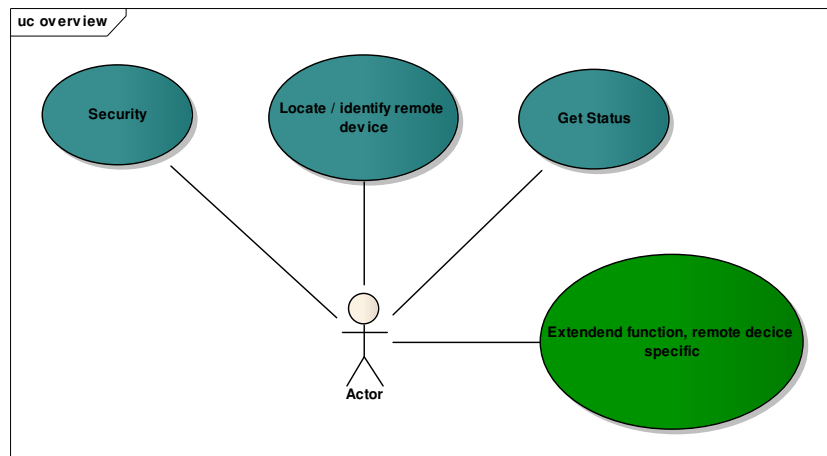 uc overview
Security
Locate / identify remote
device
Get Status
Extendend function, remote decice
specific
Actor